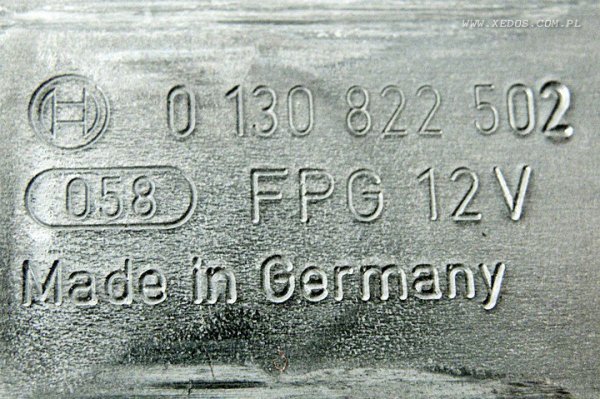 WWW.XEDOS.COM.PL
0 130 822 502
058 FPG 12V
Made in Germany